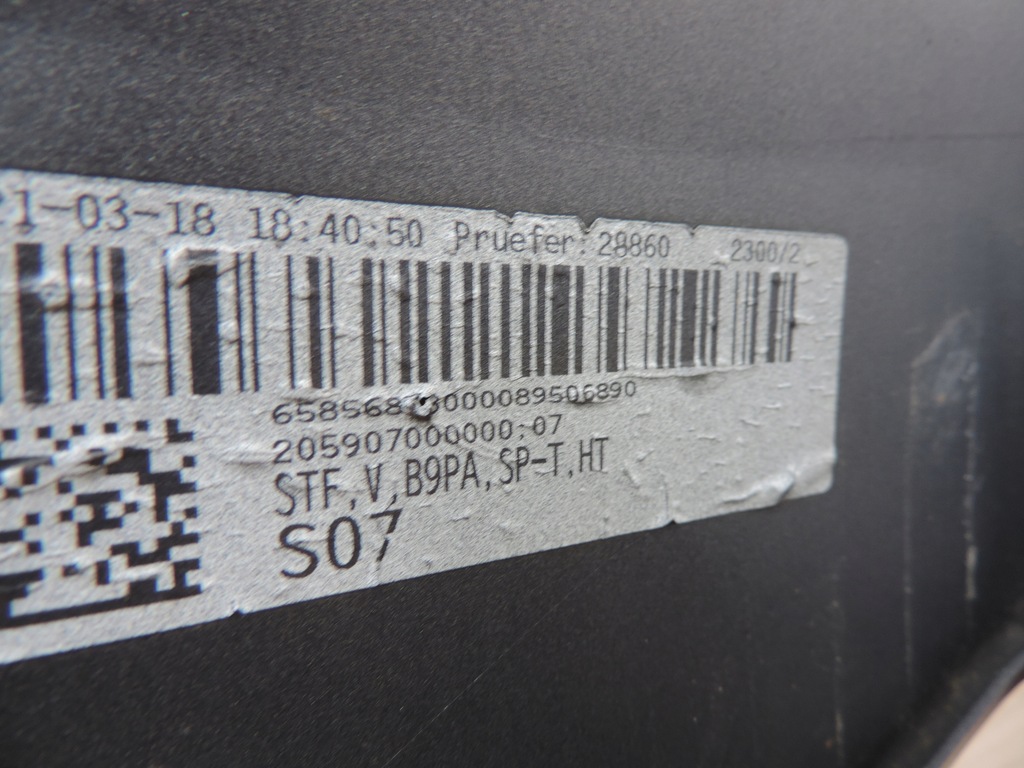 1-03-18 18:40:50 Pruefer:28860 2300/2
205907000000:07
STF,V,B9PA,SP-T,HT
S07